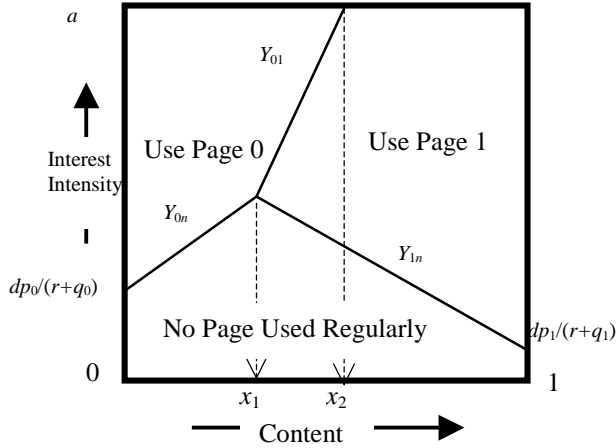 a
Y01
Use Page 0
Use Page 1
Interest
Intensity
Y0n
Y1n
dp0/(r+q0)
No Page Used Regularly
dp1/(r+q1)
0
x1
x2
1
Content